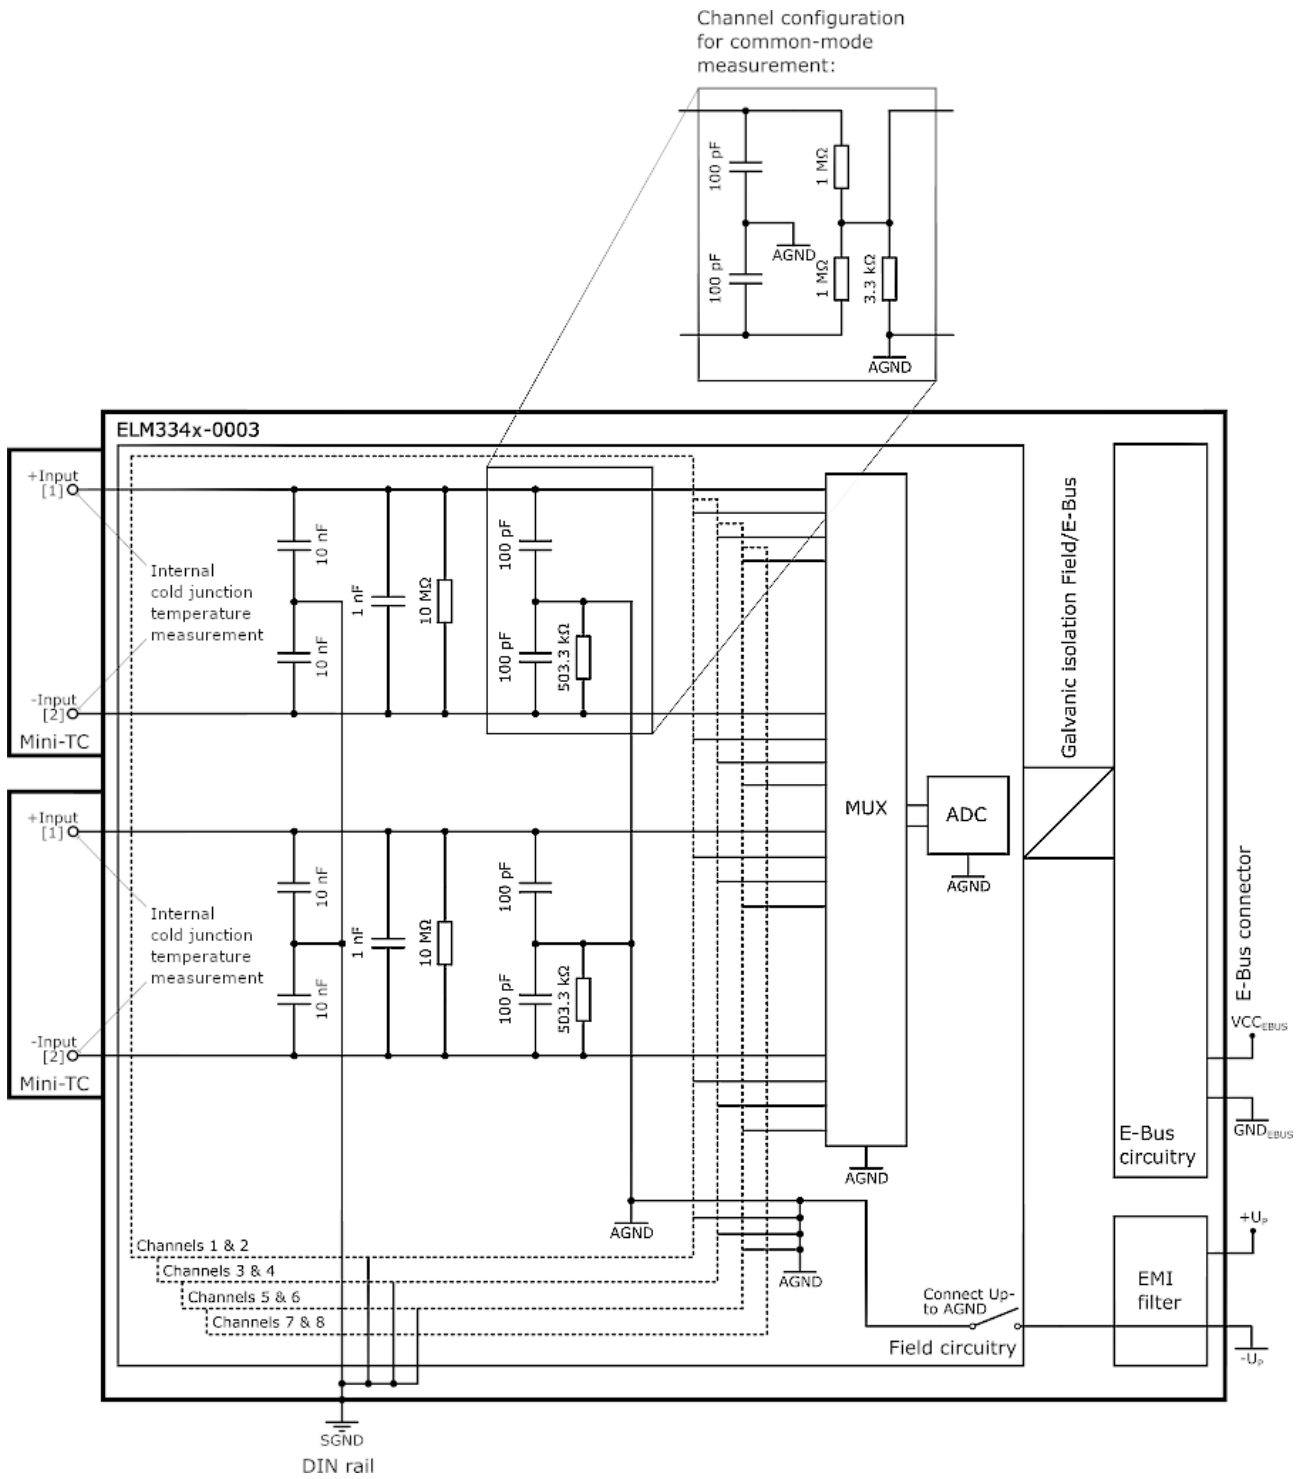 Channel configuration
for common-mode
measurement:
100 pF
1 MΩ
AGND
100 pF
1 MΩ
3.3 kΩ
AGND
ELM334x-0003
+Input
[1]
10 nF
100 pF
Internal
cold junction
temperature
measurement
1 nF
10 MΩ
10 nF
100 pF
503.3 kΩ
-Input
[2]
Mini-TC
Galvanic isolation Field/E-Bus
MUX
ADC
AGND
+Input
[1]
10 nF
100 pF
Internal
cold junction
temperature
measurement
1 nF
10 MΩ
10 nF
100 pF
503.3 kΩ
-Input
[2]
Mini-TC
E-Bus connector
VCCEBUS
GNDEBUS
E-Bus
circuitry
AGND
AGND
AGND
Channels 1 & 2
Channels 3 & 4
Channels 5 & 6
Channels 7 & 8
Connect Up-
to AGND
Field circuitry
+UP
EMI
filter
-UP
SGND
DIN rail